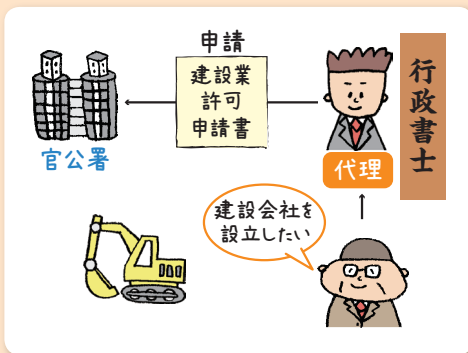 申請
建設業
許可
申請書
官公署
行政書士
代理
建設会社を
設立したい